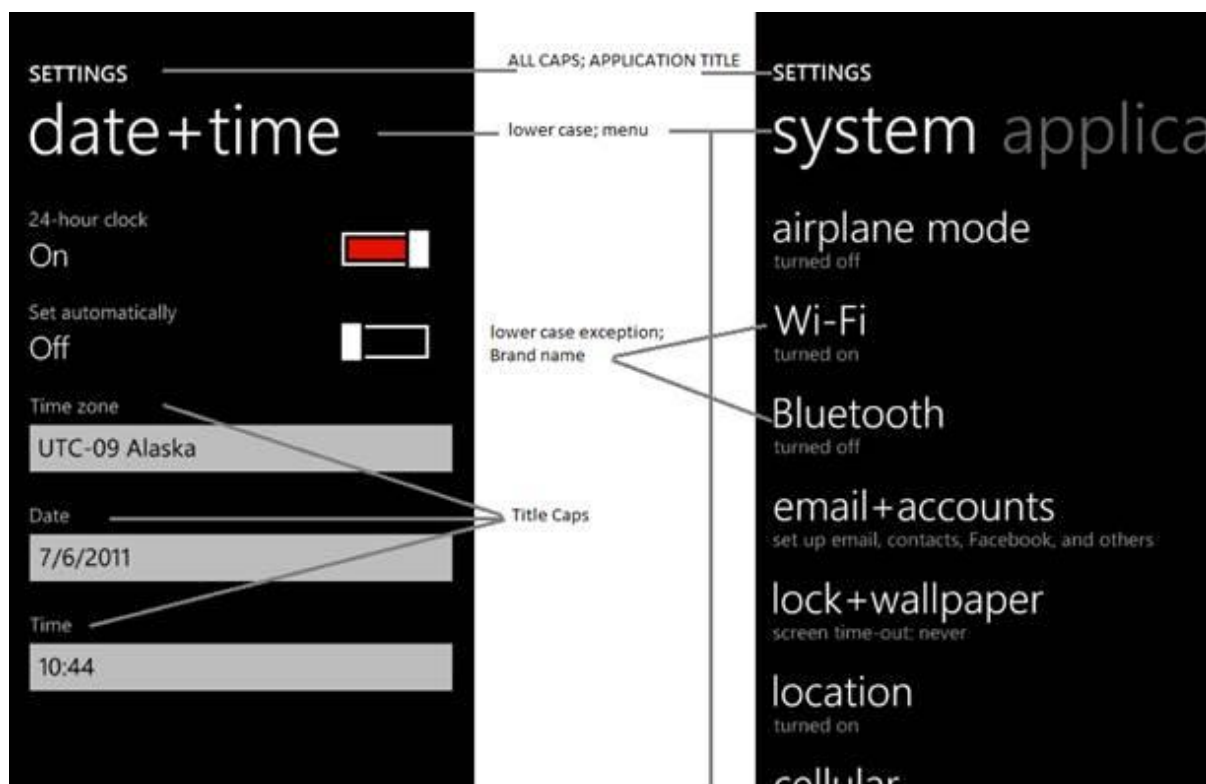 SETTINGS
date+time
24-hour clock
On
Set automatically
Off
Time zone
UTC-09 Alaska
Date
7/6/2011
Time
10:44
ALL CAPS; APPLICATION TITLE
lower case; menu
lower case exception;
Brand name
Title Caps
SETTINGS
system applica
airplane mode
turned off
Wi-Fi
turned on
Bluetooth
turned off
email+accounts
set up email, contacts, Facebook, and others
lock+wallpaper
screen time-out: never
location
turned on
cellular